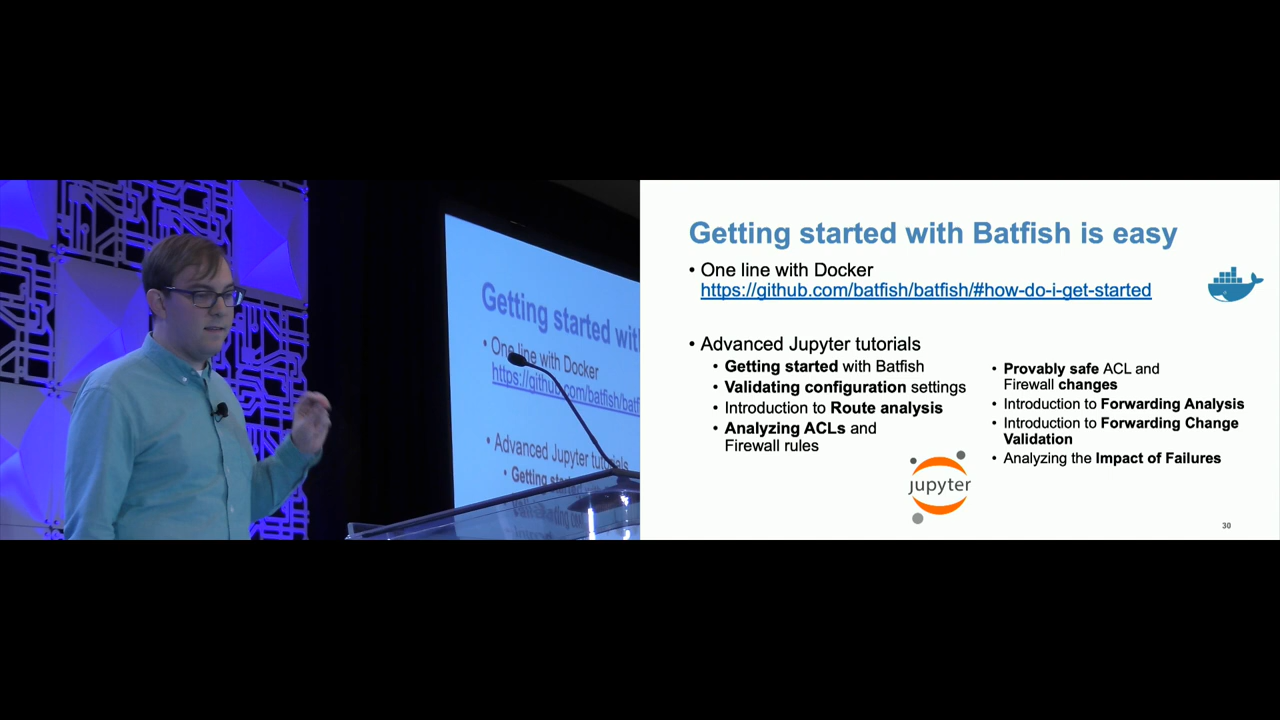 Getting started wit
• One line with Docker
https://github.com/batfish/batf
• Advanced Jupyter tutorials
• Getting star
Getting started with Batfish is easy
• One line with Docker
https://github.com/batfish/batfish/#how-do-i-get-started
• Advanced Jupyter tutorials
• Getting started with Batfish
• Validating configuration settings
• Introduction to Route analysis
• Analyzing ACLs and
Firewall rules
• Provably safe ACL and
Firewall changes
• Introduction to Forwarding Analysis
• Introduction to Forwarding Change
Validation
• Analyzing the Impact of Failures
jupyter
30